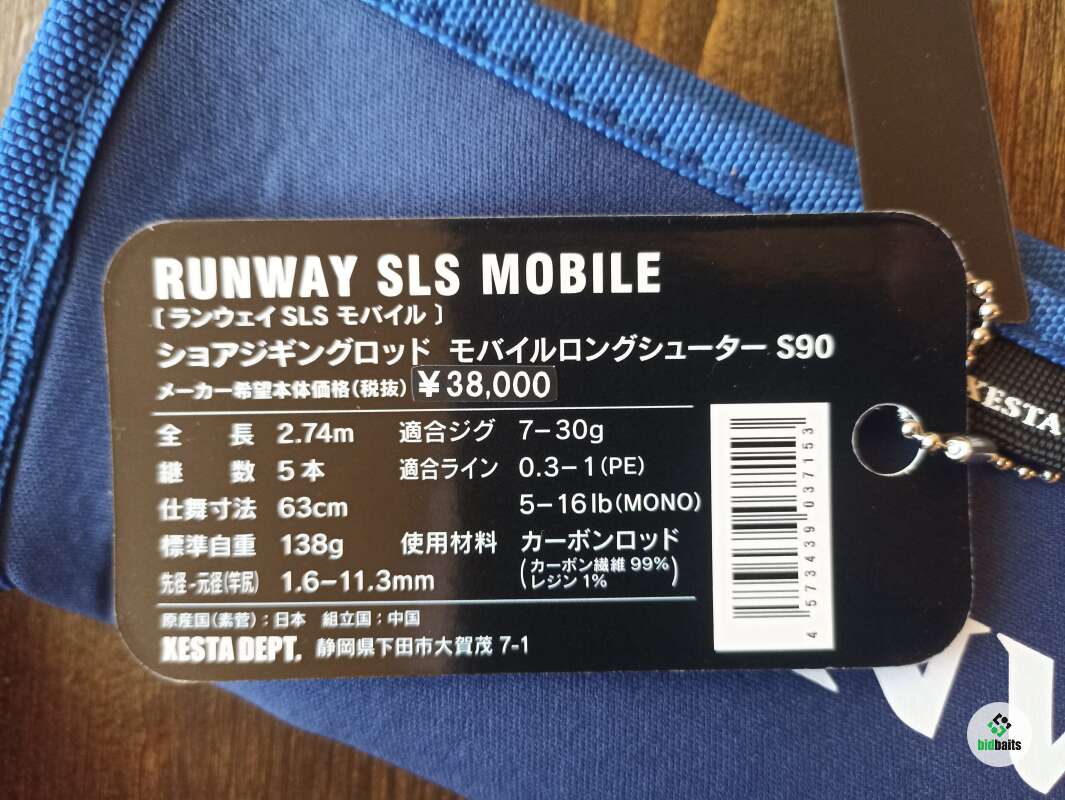 RUNWAY SLS MOBILE
〔ランウェイSLS モバイル〕
ショアジギングロッド モバイルロングシューター S90
メーカー希望本体価格(税抜) ¥38,000
全 長 2.74m 適合ジグ 7-30g
継 数 5本 適合ライン 0.3-1(PE)
仕舞寸法 63cm 5-16lb(MONO)
標準自重 138g 使用材料 カーボンロッド
(カーボン繊維 99%
レジン 1%)
先径-元径(竿尻) 1.6-11.3mm
原産国(素管):日本 組立国:中国
XESTA DEPT. 静岡県下田市大賀茂 7-1
4 573439 037153
XESTA
bidbaits